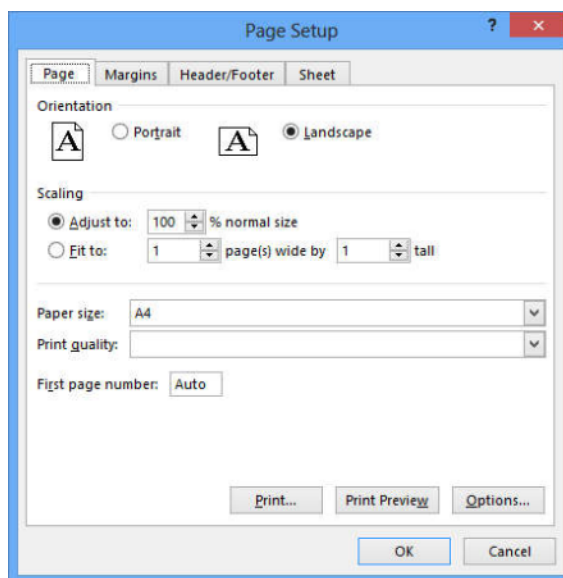 Page Setup ?
Page Margins Header/Footer Sheet
Orientation
A Portrait A Landscape
Scaling
Adjust to: 100 % normal size
Fit to: 1 page(s) wide by 1 tall
Paper size: A4
Print quality:
First page number: Auto
Print... Print Preview Options...
OK Cancel